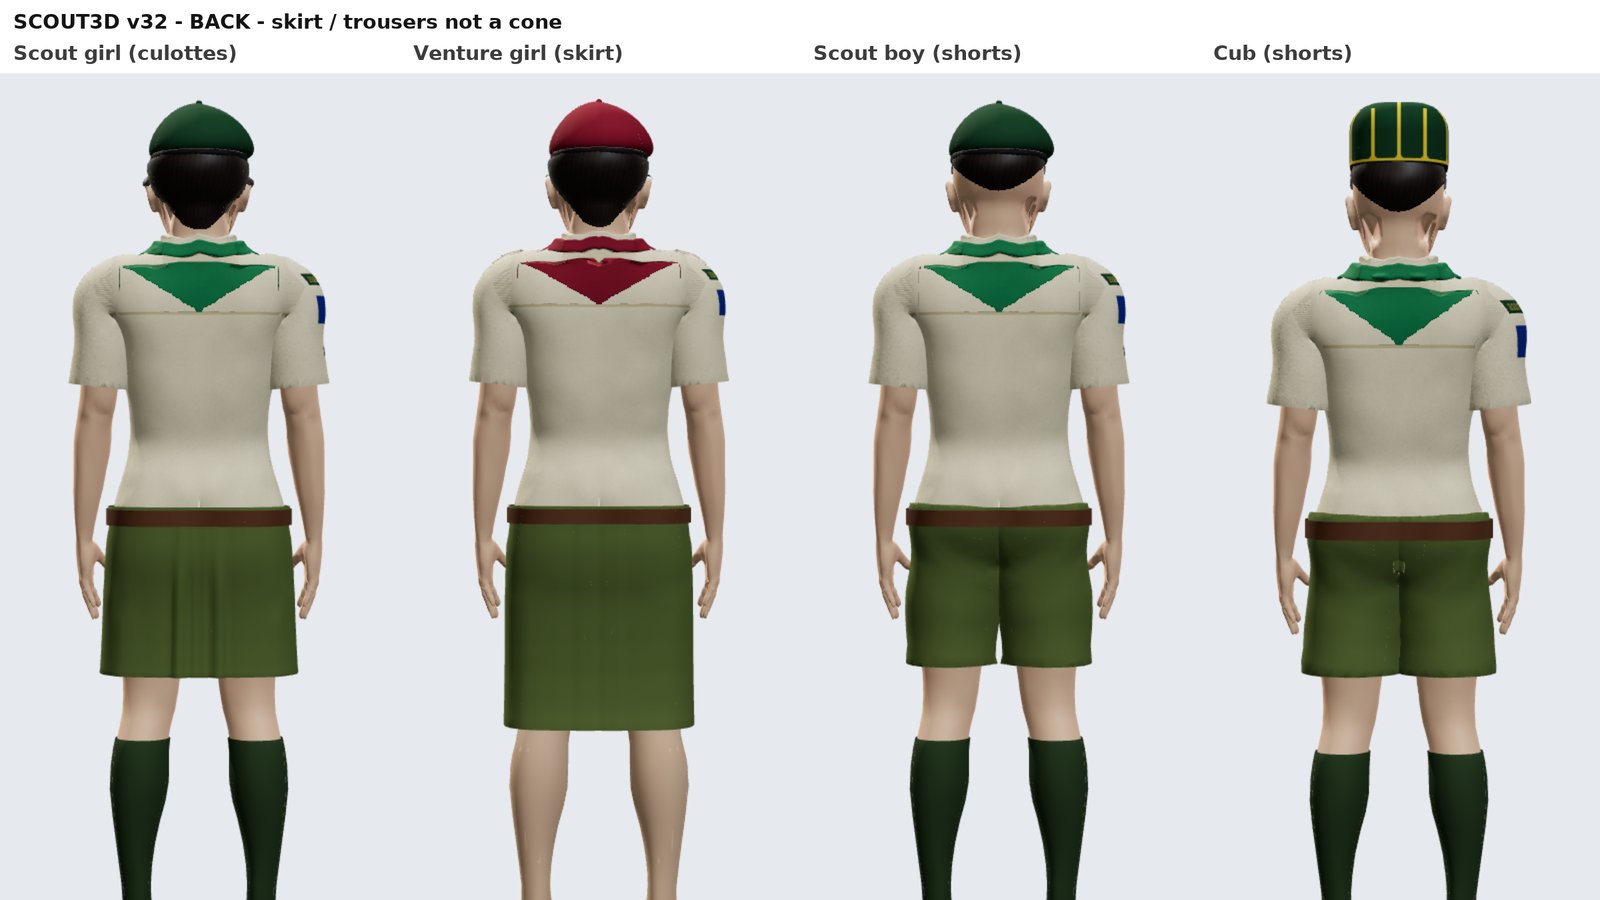 SCOUT3D v32 - BACK - skirt / trousers not a cone
Scout girl (culottes)
Venture girl (skirt)
Scout boy (shorts)
Cub (shorts)